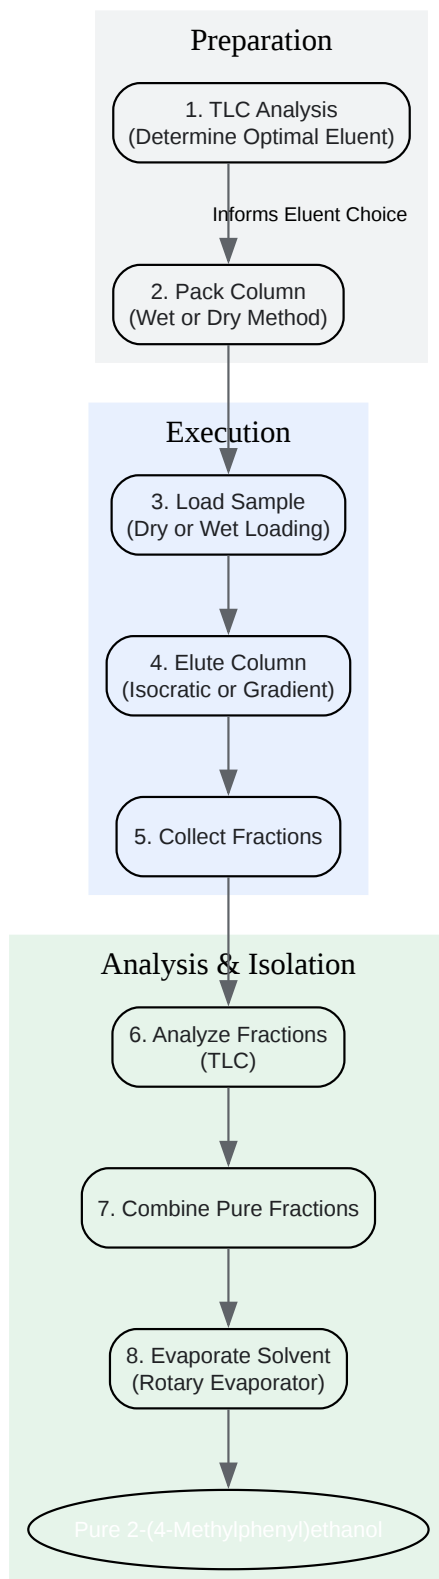 Preparation
1. TLC Analysis
(Determine Optimal Eluent)
Informs Eluent Choice
2. Pack Column
(Wet or Dry Method)
Execution
3. Load Sample
(Dry or Wet Loading)
4. Elute Column
(Isocratic or Gradient)
5. Collect Fractions
Analysis & Isolation
6. Analyze Fractions
(TLC)
7. Combine Pure Fractions
8. Evaporate Solvent
(Rotary Evaporator)
Pure 2-(4-Methylphenyl)ethanol